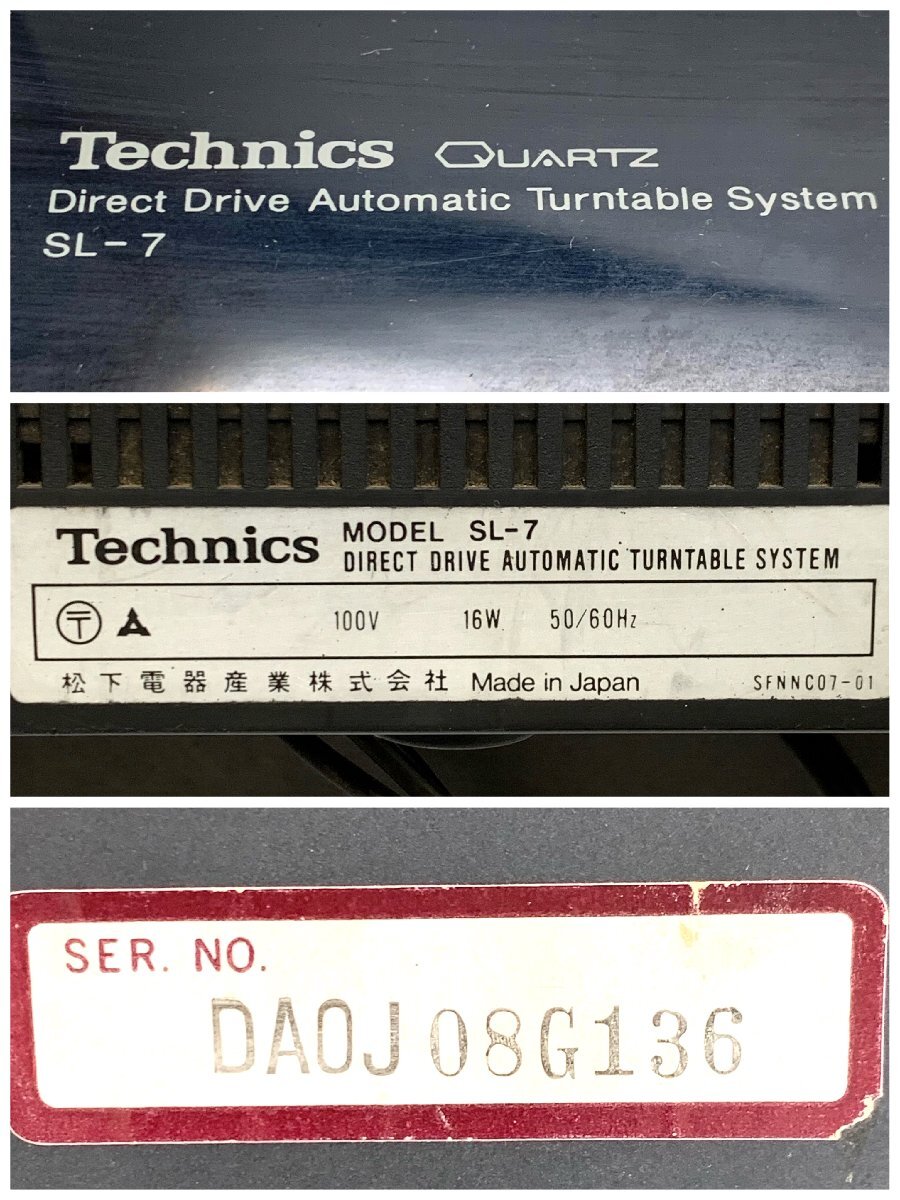 Technics QUARTZ
Direct Drive Automatic Turntable System
SL-7
Technics MODEL SL-7
DIRECT DRIVE AUTOMATIC TURNTABLE SYSTEM
〒 100V 16W 50/60Hz
松下電器産業株式会社 Made in Japan SFNNC07-01
SER. NO.
DA0J08G136